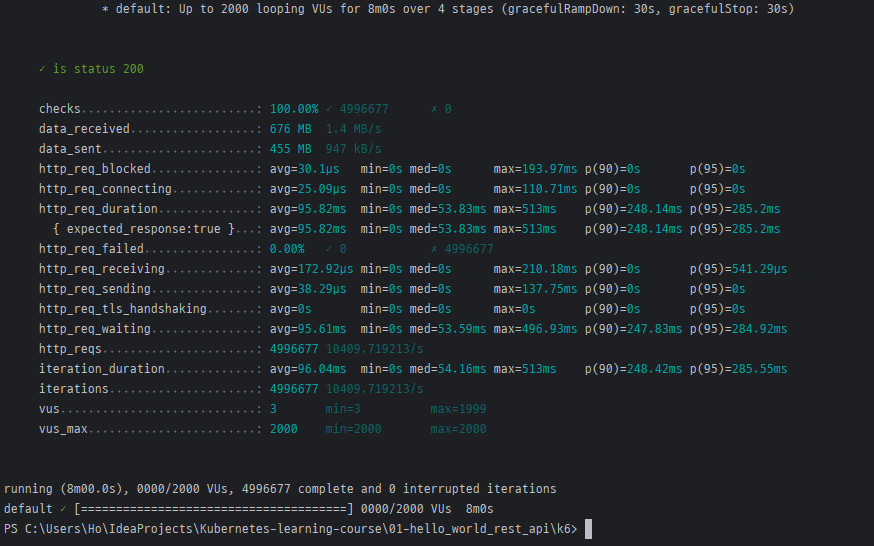 * default: Up to 2000 looping VUs for 8m0s over 4 stages (gracefulRampDown: 30s, gracefulStop: 30s)
✓ is status 200
checks.........................: 100.00% ✓ 4996677 ✗ 0
data_received..................: 676 MB 1.4 MB/s
data_sent......................: 455 MB 947 kB/s
http_req_blocked...............: avg=30.1µs min=0s med=0s max=193.97ms p(90)=0s p(95)=0s
http_req_connecting............: avg=25.09µs min=0s med=0s max=110.71ms p(90)=0s p(95)=0s
http_req_duration..............: avg=95.82ms min=0s med=53.83ms max=513ms p(90)=248.14ms p(95)=285.2ms
{ expected_response:true }...: avg=95.82ms min=0s med=53.83ms max=513ms p(90)=248.14ms p(95)=285.2ms
http_req_failed................: 0.00% ✓ 0 ✗ 4996677
http_req_receiving.............: avg=172.92µs min=0s med=0s max=210.18ms p(90)=0s p(95)=541.29µs
http_req_sending...............: avg=38.29µs min=0s med=0s max=137.75ms p(90)=0s p(95)=0s
http_req_tls_handshaking.......: avg=0s min=0s med=0s max=0s p(90)=0s p(95)=0s
http_req_waiting...............: avg=95.61ms min=0s med=53.59ms max=496.93ms p(90)=247.83ms p(95)=284.92ms
http_reqs......................: 4996677 10409.719213/s
iteration_duration.............: avg=96.04ms min=0s med=54.16ms max=513ms p(90)=248.42ms p(95)=285.55ms
iterations.....................: 4996677 10409.719213/s
vus............................: 3 min=3 max=1999
vus_max........................: 2000 min=2000 max=2000
running (8m00.0s), 0000/2000 VUs, 4996677 complete and 0 interrupted iterations
default ✓ [======================================] 0000/2000 VUs 8m0s
PS C:\Users\Ho\IdeaProjects\Kubernetes-learning-course\01-hello_world_rest_api\k6>